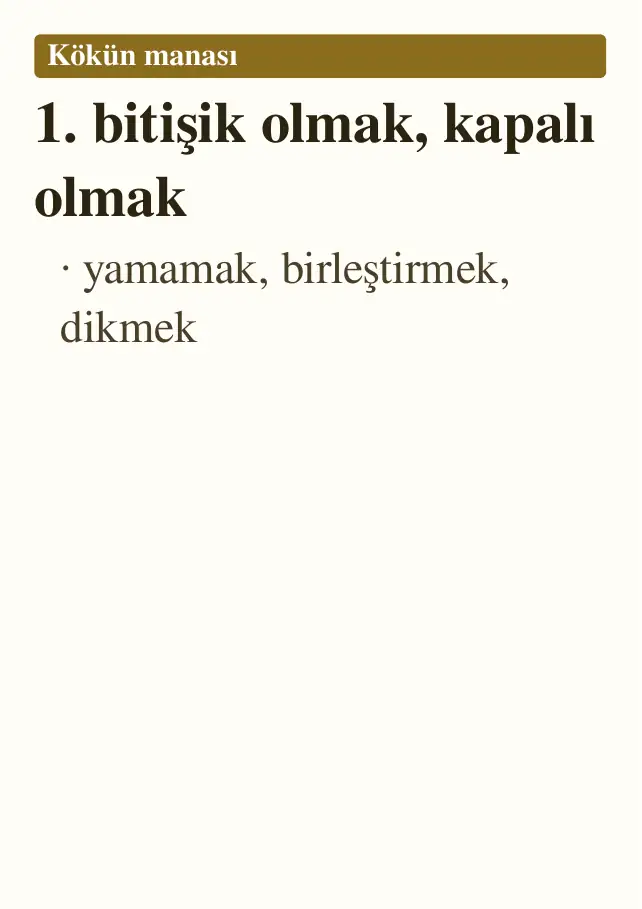 Kökün manası
1. bitişik olmak, kapalı
olmak
· yamamak, birleştirmek,
dikmek